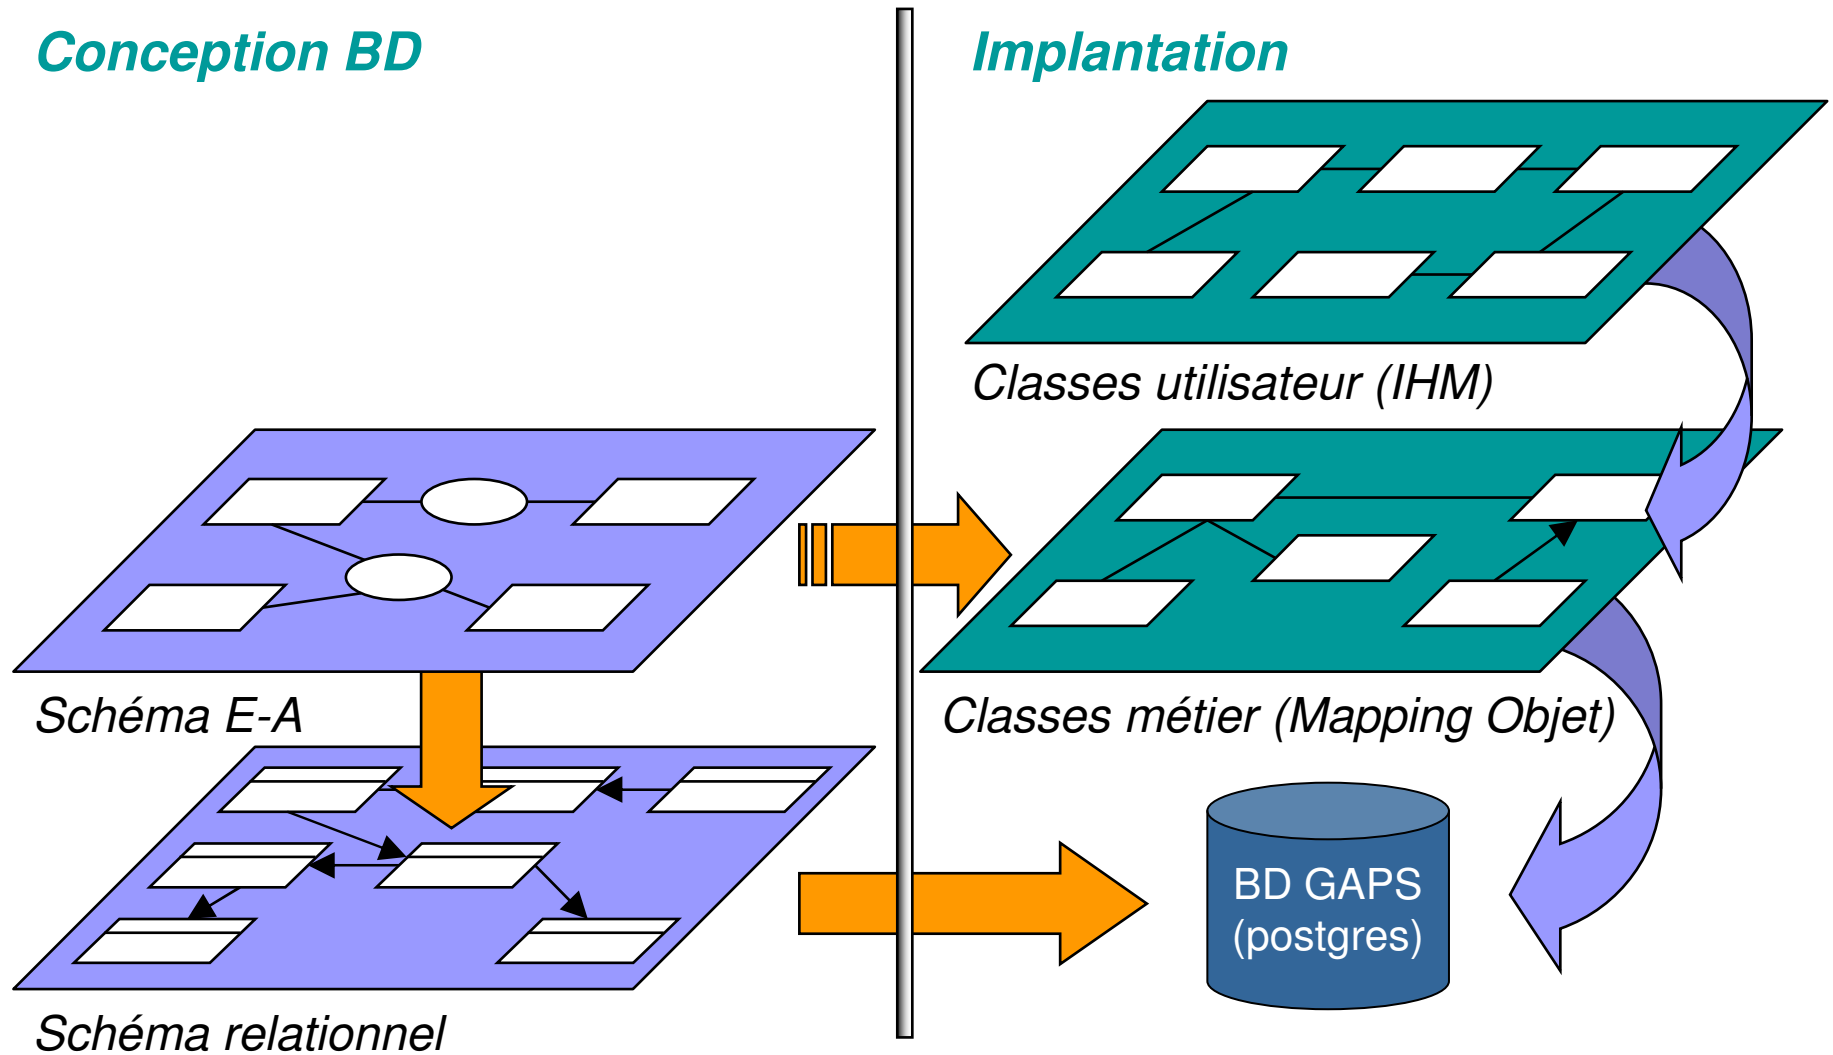 Conception BD
Implantation
Classes utilisateur (IHM)
Schéma E-A
Classes métier (Mapping Objet)
BD GAPS
(postgres)
Schéma relationnel